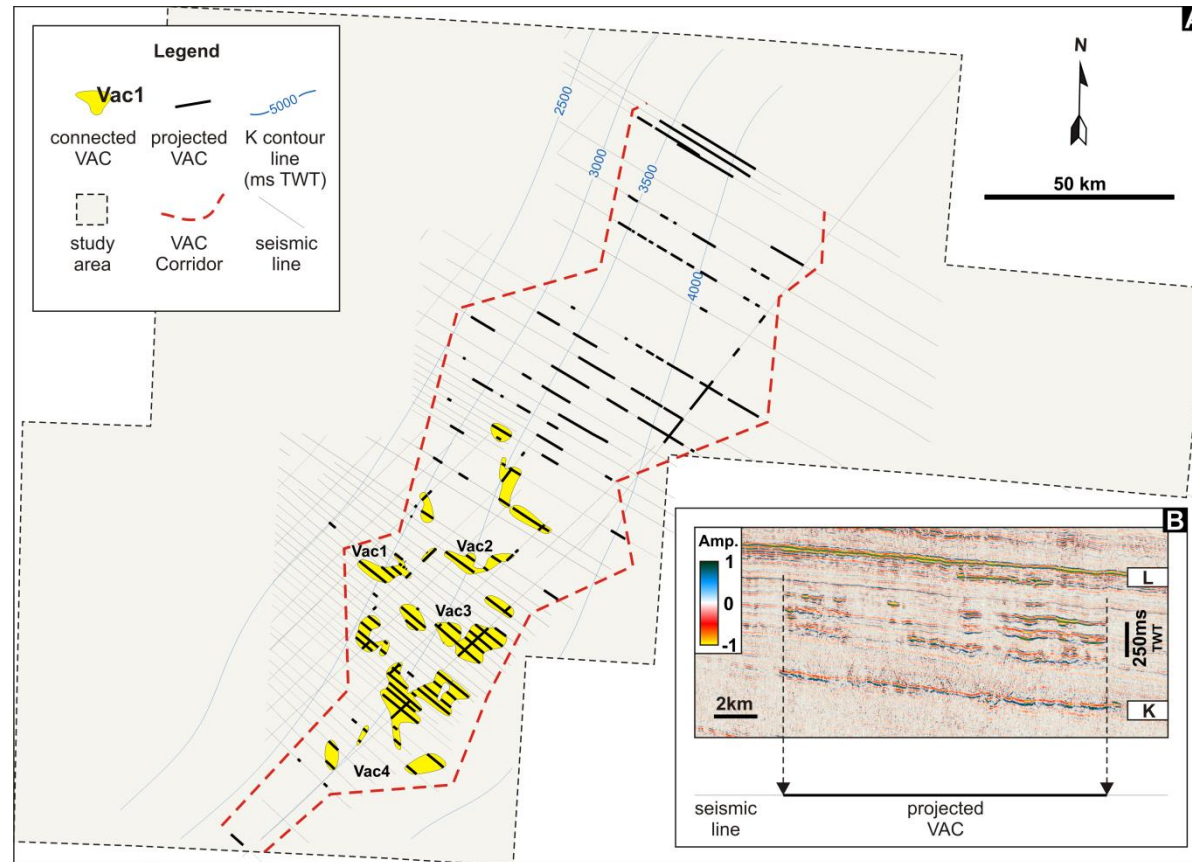 A
Legend
Vac1
5000
connected
VAC
projected
VAC
K contour
line
(ms TWT)
study
area
VAC
Corridor
seismic
line
N
50 km
2500
3000
3500
4000
Vac1
Vac2
Vac3
Vac4
B
Amp.
1
0
-1
L
250ms
TWT
2km
K
seismic
line
projected
VAC